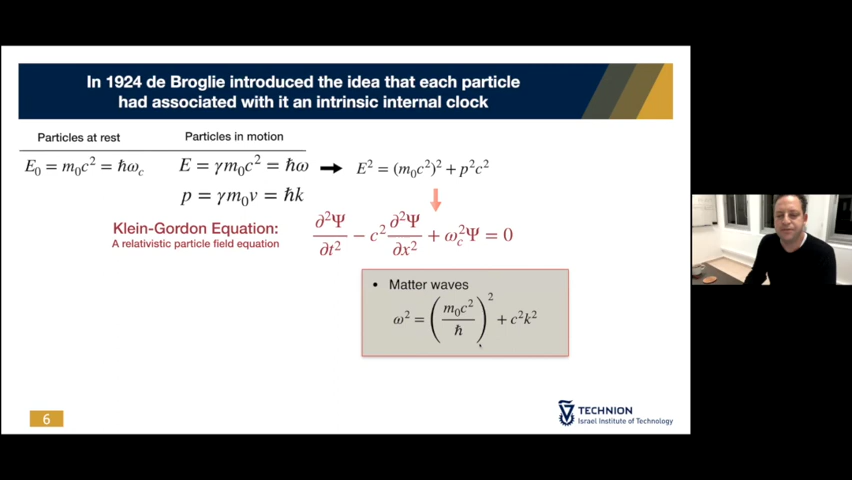 In 1924 de Broglie introduced the idea that each particle
had associated with it an intrinsic internal clock
Particles at rest
Particles in motion
E₀ = m₀c² = ħω_c
E = γm₀c² = ħω
E² = (m₀c²)² + p²c²
p = γm₀v = ħk
Klein-Gordon Equation:
A relativistic particle field equation
∂²Ψ/∂t² − c² ∂²Ψ/∂x² + ω_c²Ψ = 0
• Matter waves
ω² = (m₀c²/ħ)² + c²k²
6
TECHNION
Israel Institute of Technology